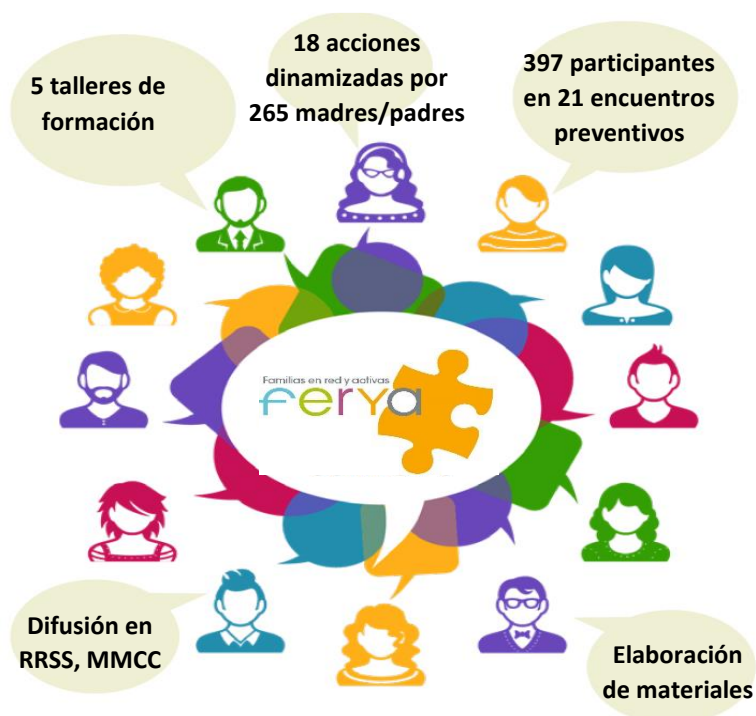 5 talleres de
formación
18 acciones
dinamizadas por
265 madres/padres
397 participantes
en 21 encuentros
preventivos
Familias en red y activas
ferya
Difusión en
RRSS, MMCC
Elaboración
de materiales